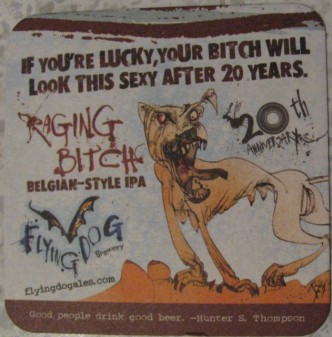 IF YOU'RE LUCKY, YOUR BITCH WILL
LOOK THIS SEXY AFTER 20 YEARS.
RAGING
BITCH
BELGIAN-STYLE IPA
20th
ANNIVERSARY
FLYING DOG
Brewery
flyingdogales.com
Good people drink good beer. -Hunter S. Thompson